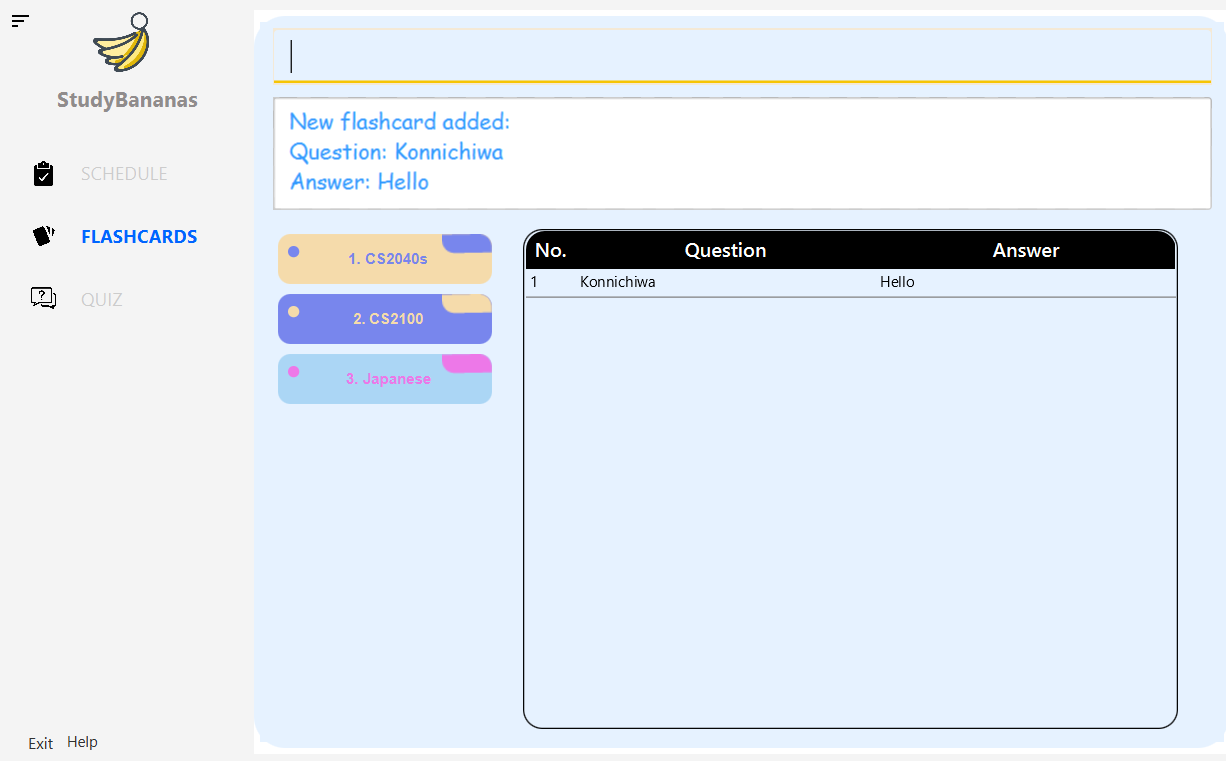 StudyBananas
SCHEDULE
FLASHCARDS
QUIZ
Exit Help
New flashcard added:
Question: Konnichiwa
Answer: Hello
1. CS2040s
2. CS2100
3. Japanese
No. Question Answer
1 Konnichiwa Hello